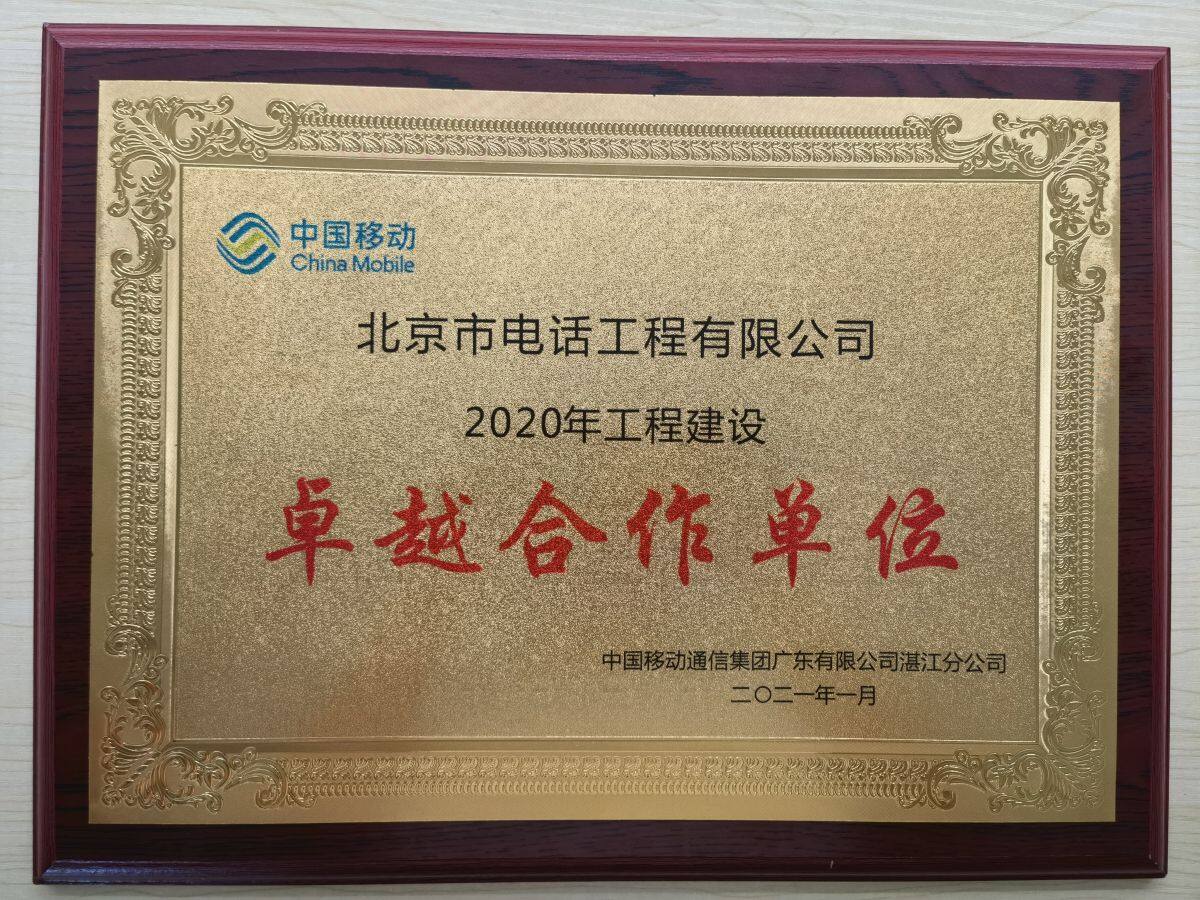 中国移动
China Mobile
北京市电话工程有限公司
2020年工程建设
卓越合作单位
中国移动通信集团广东有限公司湛江分公司
二〇二一年一月